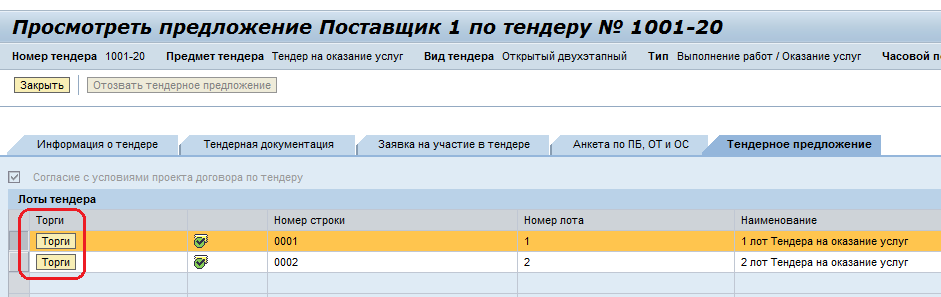 Просмотреть предложение Поставщик 1 по тендеру № 1001-20
Номер тендера 1001-20 Предмет тендера Тендер на оказание услуг Вид тендера Открытый двухэтапный Тип Выполнение работ / Оказание услуг Часовой п
Закрыть Отозвать тендерное предложение
Информация о тендере Тендерная документация Заявка на участие в тендере Анкета по ПБ, ОТ и ОС Тендерное предложение
Согласие с условиями проекта договора по тендеру
Лоты тендера
Торги Номер строки Номер лота Наименование
Торги 0001 1 1 лот Тендера на оказание услуг
Торги 0002 2 2 лот Тендера на оказание услуг